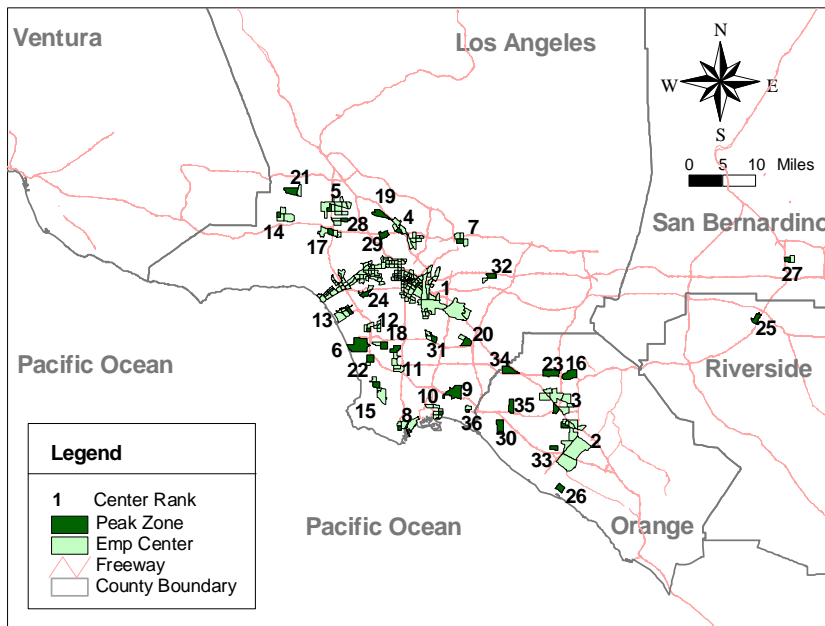 Ventura
Los Angeles
N
W
E
S
0 5 10 Miles
21
5
19
4
28
7
14
17
29
San Bernardino
32
27
1
24
13
12
25
18
20
6
31
Pacific Ocean
34
23
16
Riverside
22
11
9
35
3
15
10
36
8
30
2
33
26
Legend
1 Center Rank
Peak Zone
Emp Center
Freeway
County Boundary
Pacific Ocean
Orange